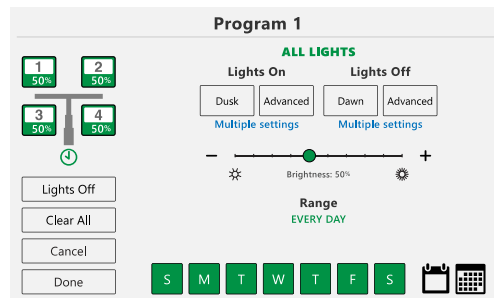 Program 1
1
50%
2
50%
3
50%
4
50%
Lights Off
Clear All
Cancel
Done
ALL LIGHTS
Lights On
Lights Off
Dusk
Advanced
Dawn
Advanced
Multiple settings
Multiple settings
− +
Brightness: 50%
Range
EVERY DAY
S M T W T F S